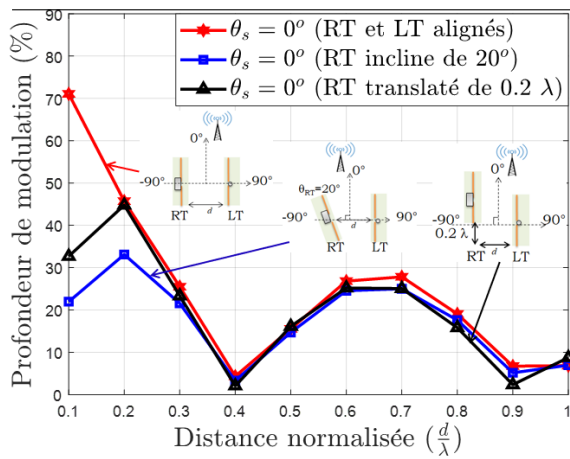 Profondeur de modulation (%)
90
80
70
60
50
40
30
20
10
0
θs = 0° (RT et LT alignés)
θs = 0° (RT incline de 20°)
θs = 0° (RT translaté de 0.2 λ)
0°
-90°
90°
d
RT
LT
0°
θRT=20°
-90°
90°
d
RT
LT
0°
-90°
90°
0.2 λ
d
RT
LT
0.1
0.2
0.3
0.4
0.5
0.6
0.7
0.8
0.9
1
Distance normalisée (d/λ)